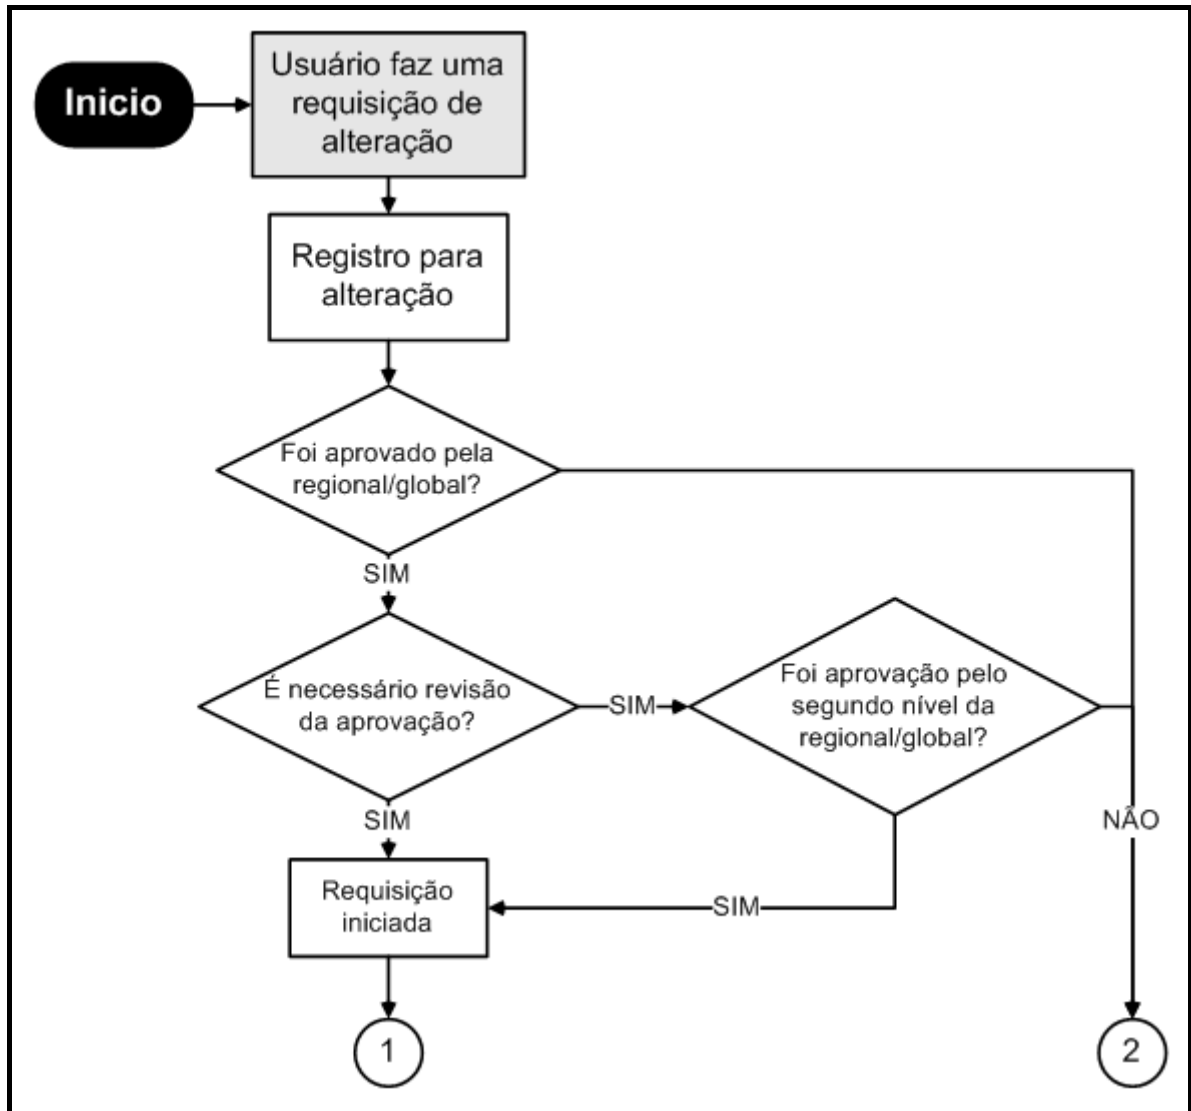 Inicio
Usuário faz uma
requisição de
alteração
Registro para
alteração
Foi aprovado pela
regional/global?
SIM
É necessário revisão
da aprovação?
SIM
Foi aprovação pelo
segundo nível da
regional/global?
SIM
NÃO
Requisição
iniciada
SIM
1
2